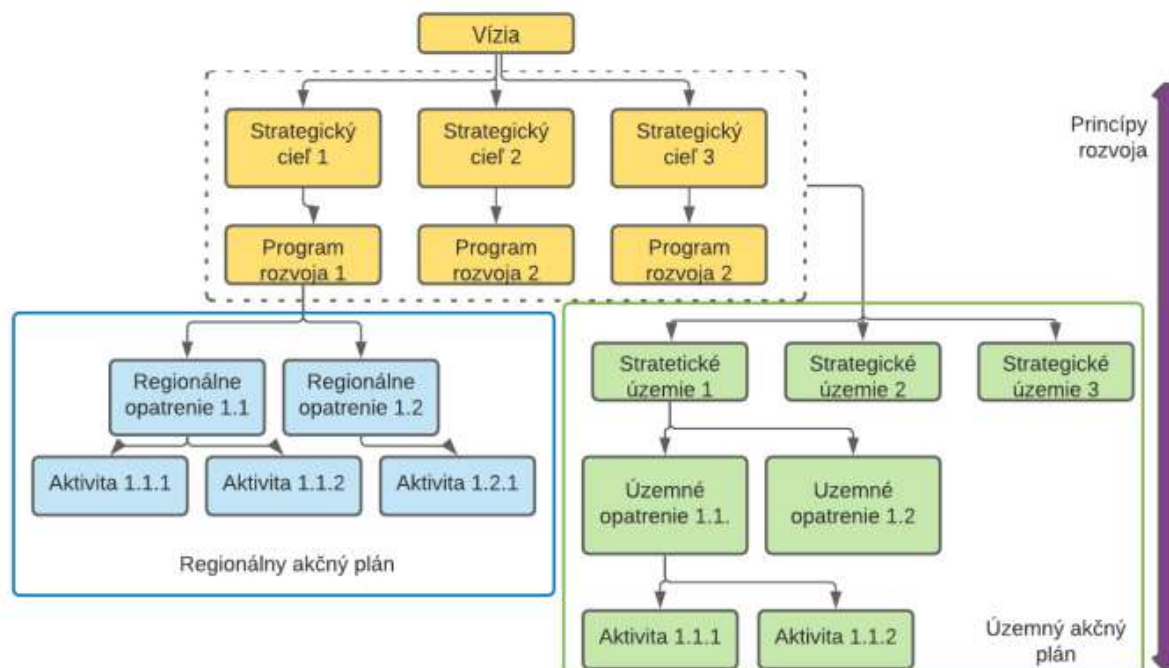 Vízia
Strategický
cieľ 1
Strategický
cieľ 2
Strategický
cieľ 3
Princípy
rozvoja
Program
rozvoja 1
Program
rozvoja 2
Program
rozvoja 2
Regionálne
opatrenie 1.1
Regionálne
opatrenie 1.2
Stratetické
územie 1
Strategické
územie 2
Strategické
územie 3
Aktivita 1.1.1
Aktivita 1.1.2
Aktivita 1.2.1
Územné
opatrenie 1.1.
Uzemné
opatrenie 1.2
Regionálny akčný plán
Aktivita 1.1.1
Aktivita 1.1.2
Územný akčný
plán